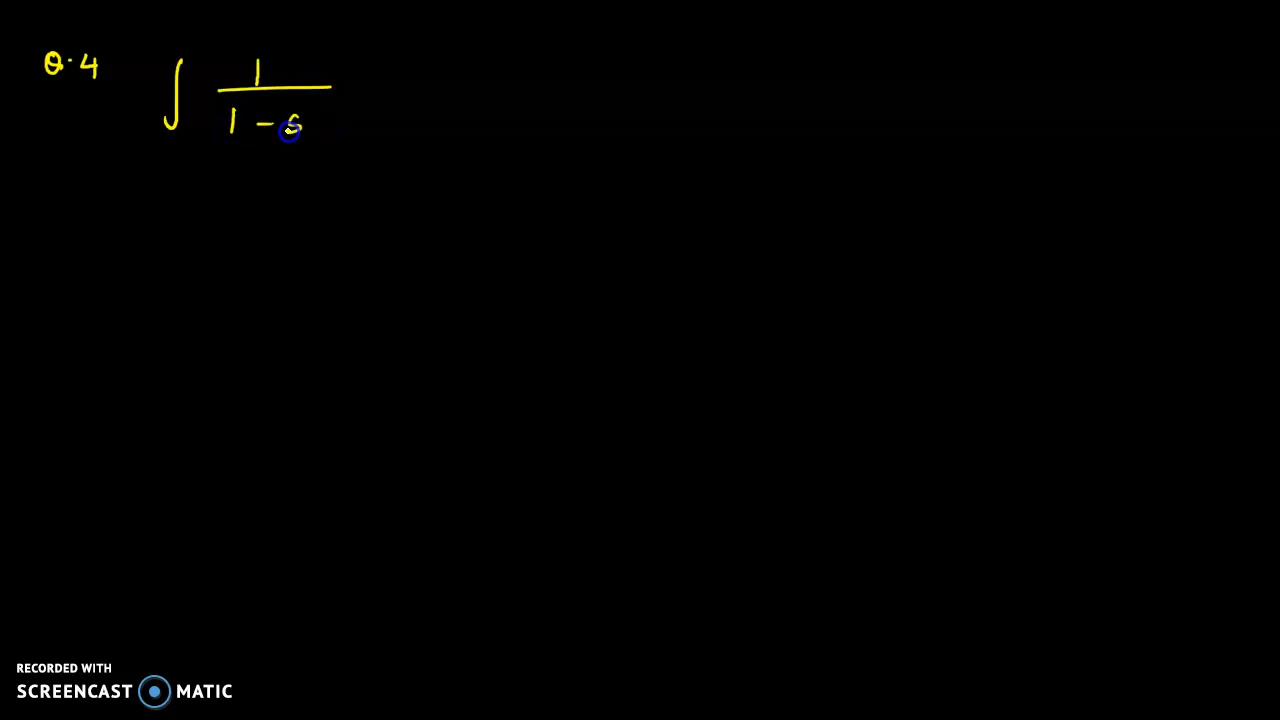 Q.4 ∫ 1
1 - s
RECORDED WITH
SCREENCAST MATIC